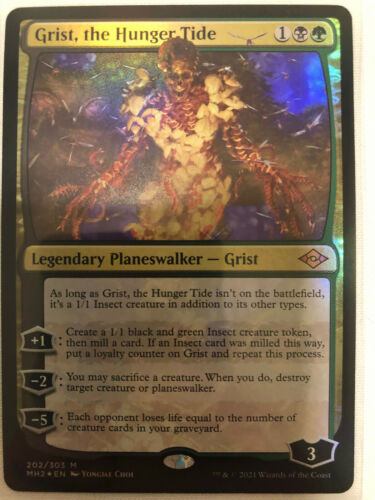 Grist, the Hunger Tide 1
Legendary Planeswalker — Grist
As long as Grist, the Hunger Tide isn't on the battlefield,
it's a 1/1 Insect creature in addition to its other types.
+1: Create a 1/1 black and green Insect creature token,
then mill a card. If an Insect card was milled this way,
put a loyalty counter on Grist and repeat this process.
−2: You may sacrifice a creature. When you do, destroy
target creature or planeswalker.
−5: Each opponent loses life equal to the number of
creature cards in your graveyard.
3
202/303 M
MH2★EN YONGJAE CHOI
™ & © 2021 Wizards of the Coast